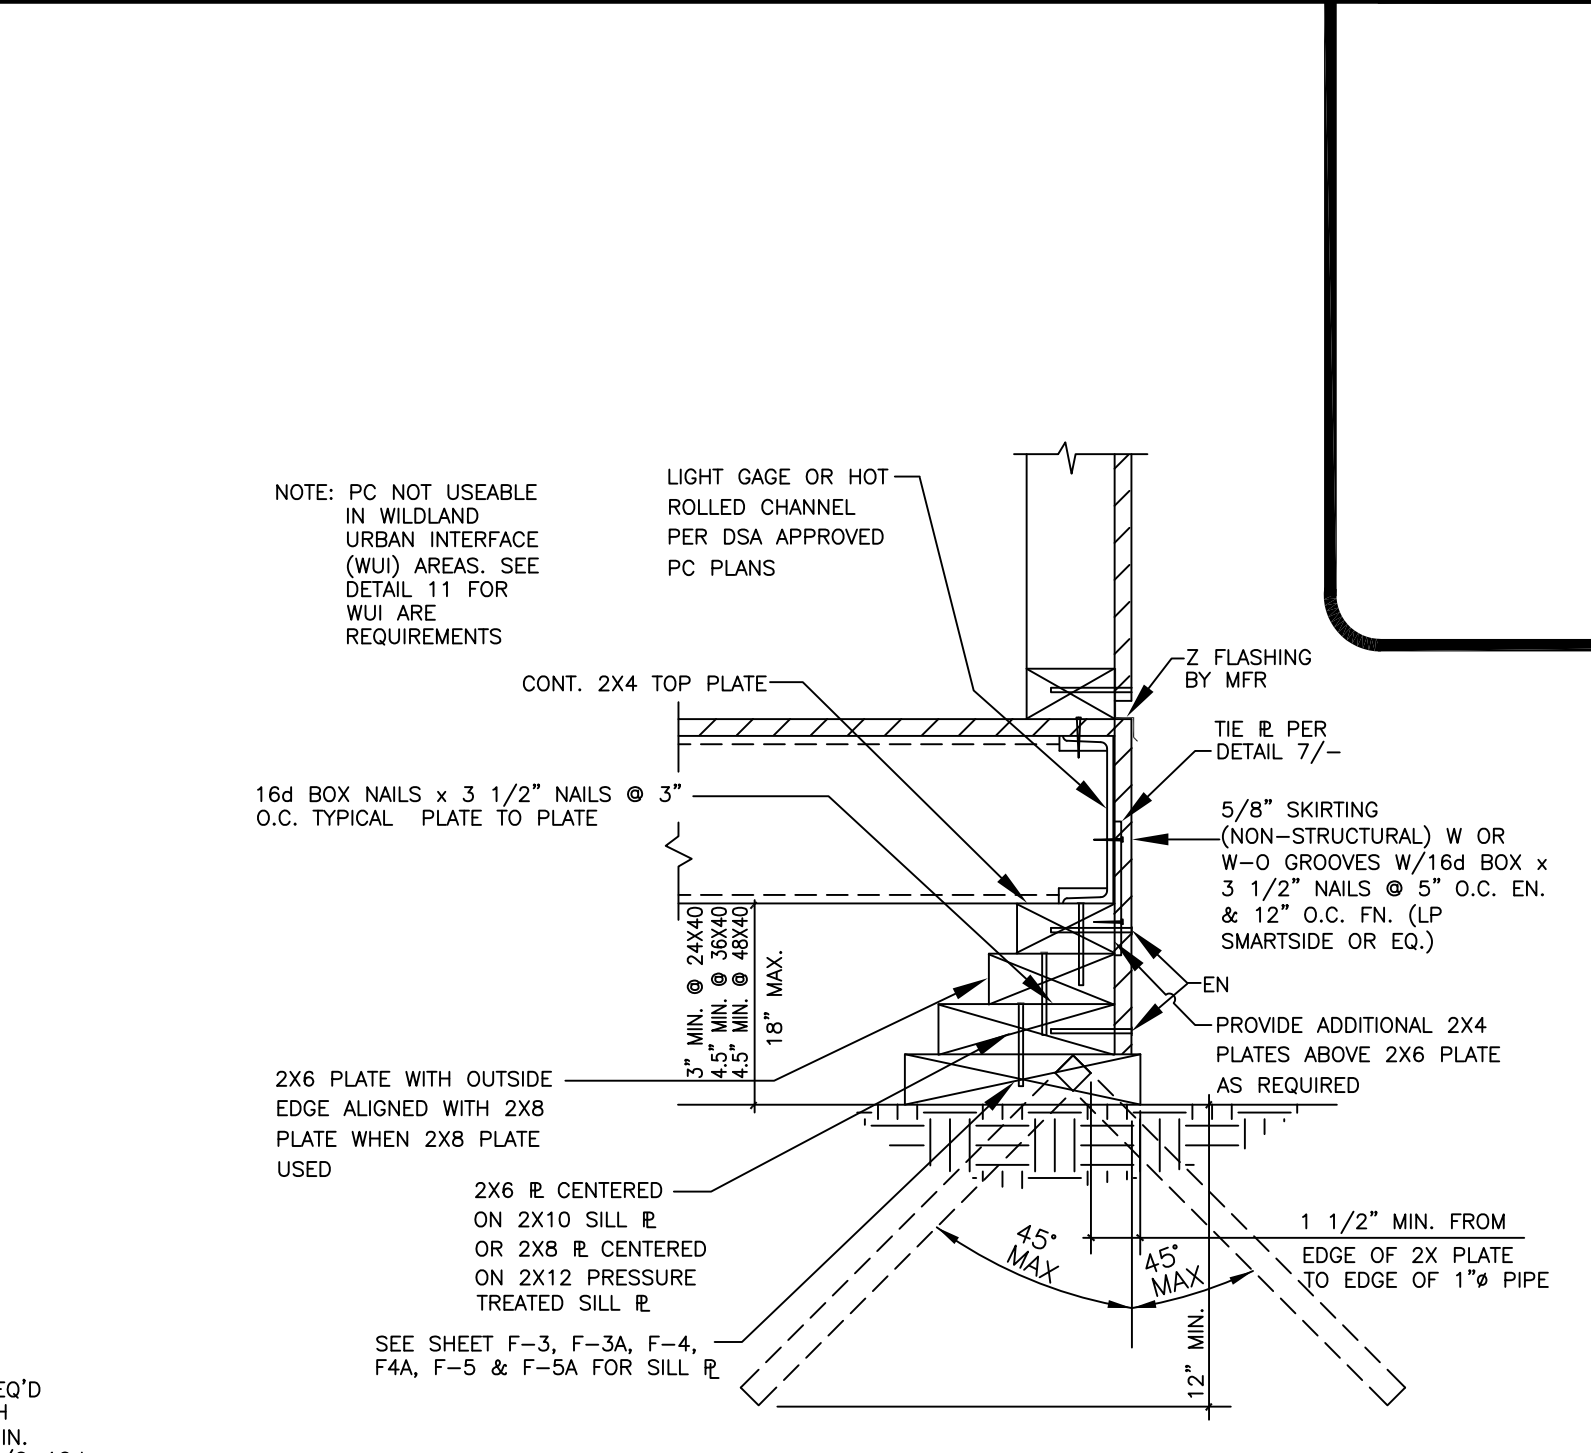 NOTE: PC NOT USEABLE
IN WILDLAND
URBAN INTERFACE
(WUI) AREAS. SEE
DETAIL 11 FOR
WUI ARE
REQUIREMENTS
LIGHT GAGE OR HOT
ROLLED CHANNEL
PER DSA APPROVED
PC PLANS
CONT. 2X4 TOP PLATE
16d BOX NAILS x 3 1/2" NAILS @ 3"
O.C. TYPICAL PLATE TO PLATE
Z FLASHING
BY MFR
TIE ⅊ PER
DETAIL 7/-
5/8" SKIRTING
(NON-STRUCTURAL) W OR
W-O GROOVES W/16d BOX x
3 1/2" NAILS @ 5" O.C. EN.
& 12" O.C. FN. (LP
SMARTSIDE OR EQ.)
EN
PROVIDE ADDITIONAL 2X4
PLATES ABOVE 2X6 PLATE
AS REQUIRED
3" MIN. @ 24X40
4.5" MIN. @ 36X40
4.5" MIN. @ 48X40
18" MAX.
2X6 PLATE WITH OUTSIDE
EDGE ALIGNED WITH 2X8
PLATE WHEN 2X8 PLATE
USED
2X6 ⅊ CENTERED
ON 2X10 SILL ⅊
OR 2X8 ⅊ CENTERED
ON 2X12 PRESSURE
TREATED SILL ⅊
SEE SHEET F-3, F-3A, F-4,
F4A, F-5 & F-5A FOR SILL ⅊
45°
MAX
45°
MAX
12" MIN.
1 1/2" MIN. FROM
EDGE OF 2X PLATE
TO EDGE OF 1"ø PIPE
EQ'D
H
IN.